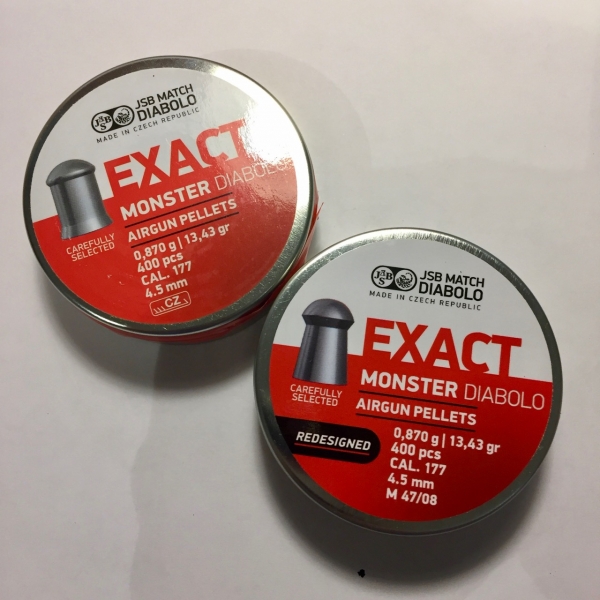 JSB
JSB MATCH
DIABOLO
MADE IN CZECH REPUBLIC
EXACT
MONSTER DIABOLO
AIRGUN PELLETS
CAREFULLY
SELECTED
0,870 g | 13,43 gr
400 pcs
CAL. 177
4.5 mm
CZ
JSB
JSB MATCH
DIABOLO
MADE IN CZECH REPUBLIC
EXACT
MONSTER DIABOLO
AIRGUN PELLETS
CAREFULLY
SELECTED
REDESIGNED
0,870 g | 13,43 gr
400 pcs
CAL. 177
4.5 mm
M 47/08